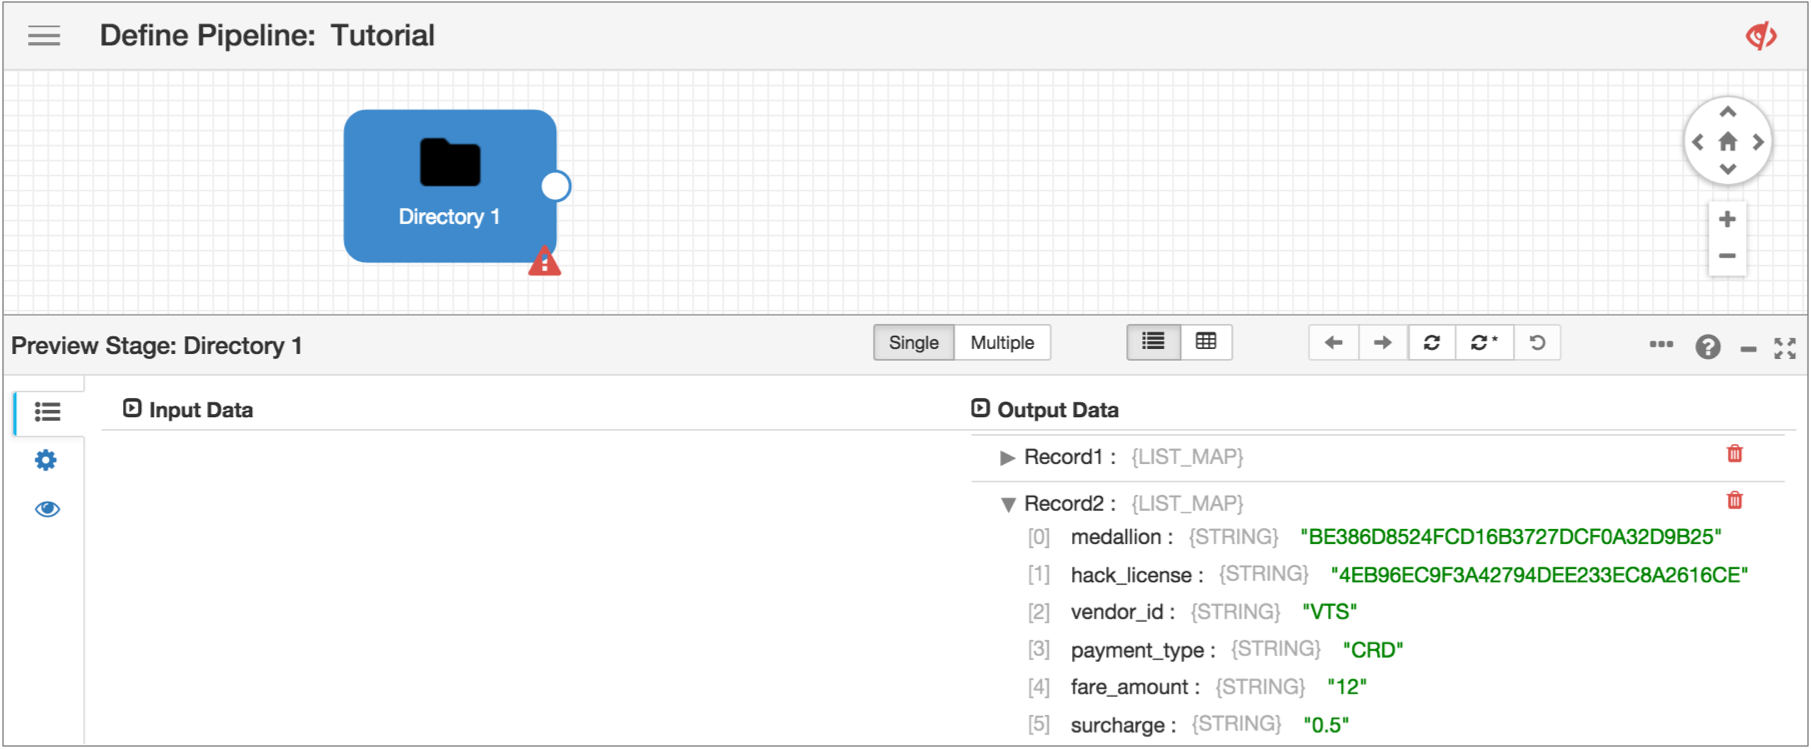 Define Pipeline: Tutorial
Directory 1
Preview Stage: Directory 1
Single Multiple
Input Data
Output Data
Record1 : {LIST_MAP}
Record2 : {LIST_MAP}
[0] medallion : {STRING} "BE386D8524FCD16B3727DCF0A32D9B25"
[1] hack_license : {STRING} "4EB96EC9F3A42794DEE233EC8A2616CE"
[2] vendor_id : {STRING} "VTS"
[3] payment_type : {STRING} "CRD"
[4] fare_amount : {STRING} "12"
[5] surcharge : {STRING} "0.5"